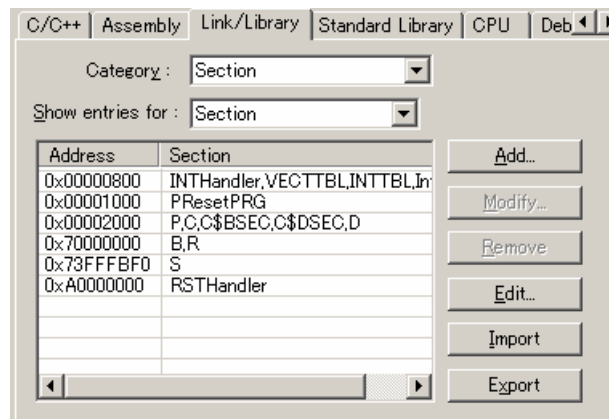 C/C++ Assembly Link/Library Standard Library CPU Deb
Category : Section
Show entries for : Section
Address Section
0x00000800 INTHandler,VECTTBL,INTTBL,In
0x00001000 PResetPRG
0x00002000 P,C,C$BSEC,C$DSEC,D
0x70000000 B,R
0x73FFFBF0 S
0xA0000000 RSTHandler
Add...
Modify...
Remove
Edit...
Import
Export